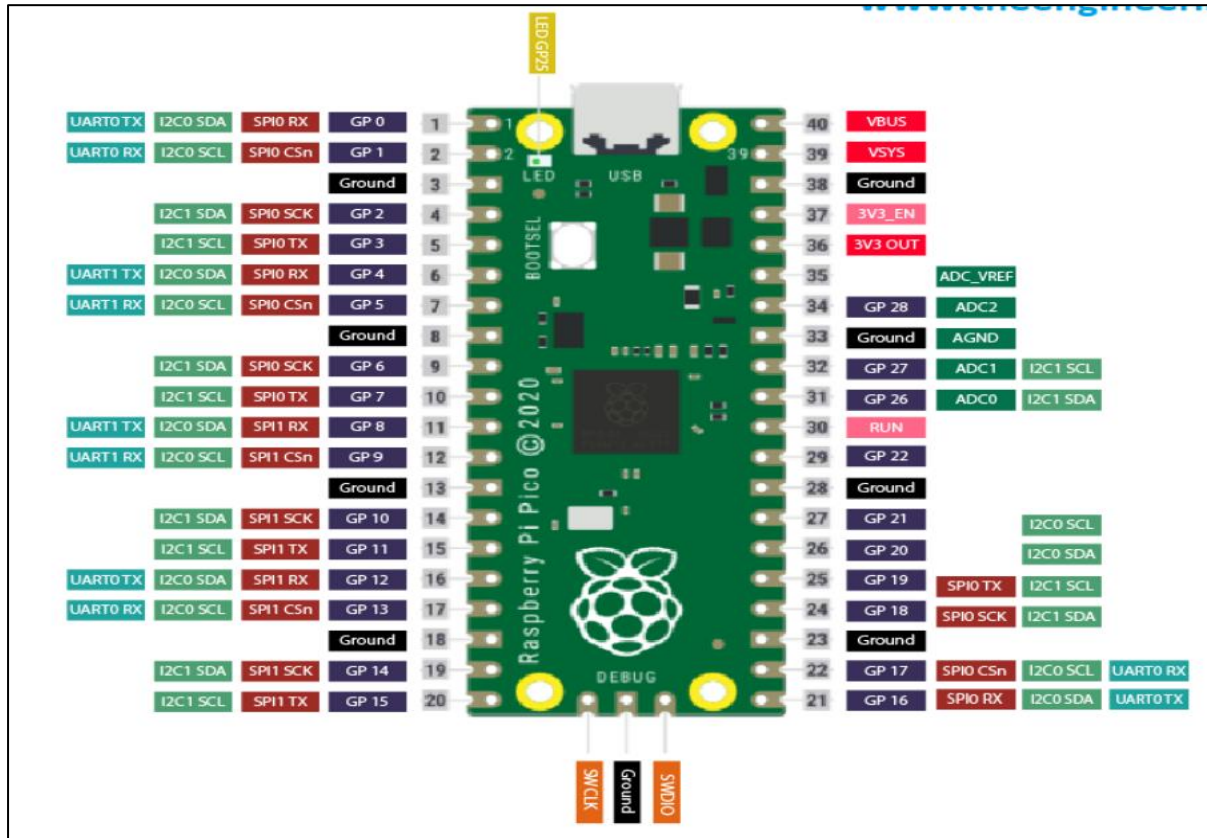 LED GP25
UART0 TX I2C0 SDA SPI0 RX GP 0 1 1 40 VBUS
UART0 RX I2C0 SCL SPI0 CSn GP 1 2 2 39 39 VSYS
LED USB
Ground 3 38 Ground
I2C1 SDA SPI0 SCK GP 2 4 37 3V3_EN
I2C1 SCL SPI0 TX GP 3 5 BOOTSEL 36 3V3 OUT
UART1 TX I2C0 SDA SPI0 RX GP 4 6 35 ADC_VREF
UART1 RX I2C0 SCL SPI0 CSn GP 5 7 34 GP 28 ADC2
Ground 8 33 Ground AGND
I2C1 SDA SPI0 SCK GP 6 9 32 GP 27 ADC1 I2C1 SCL
I2C1 SCL SPI0 TX GP 7 10 31 GP 26 ADC0 I2C1 SDA
UART1 TX I2C0 SDA SPI1 RX GP 8 11 30 RUN
UART1 RX I2C0 SCL SPI1 CSn GP 9 12 29 GP 22
Ground 13 28 Ground
I2C1 SDA SPI1 SCK GP 10 14 27 GP 21 I2C0 SCL
I2C1 SCL SPI1 TX GP 11 15 26 GP 20 I2C0 SDA
UART0 TX I2C0 SDA SPI1 RX GP 12 16 25 GP 19 SPI0 TX I2C1 SCL
UART0 RX I2C0 SCL SPI1 CSn GP 13 17 24 GP 18 SPI0 SCK I2C1 SDA
Ground 18 23 Ground
I2C1 SDA SPI1 SCK GP 14 19 22 GP 17 SPI0 CSn I2C0 SCL UART0 RX
I2C1 SCL SPI1 TX GP 15 20 21 GP 16 SPI0 RX I2C0 SDA UART0 TX
Raspberry Pi Pico © 2020
DEBUG
SWCLK Ground SWDIO